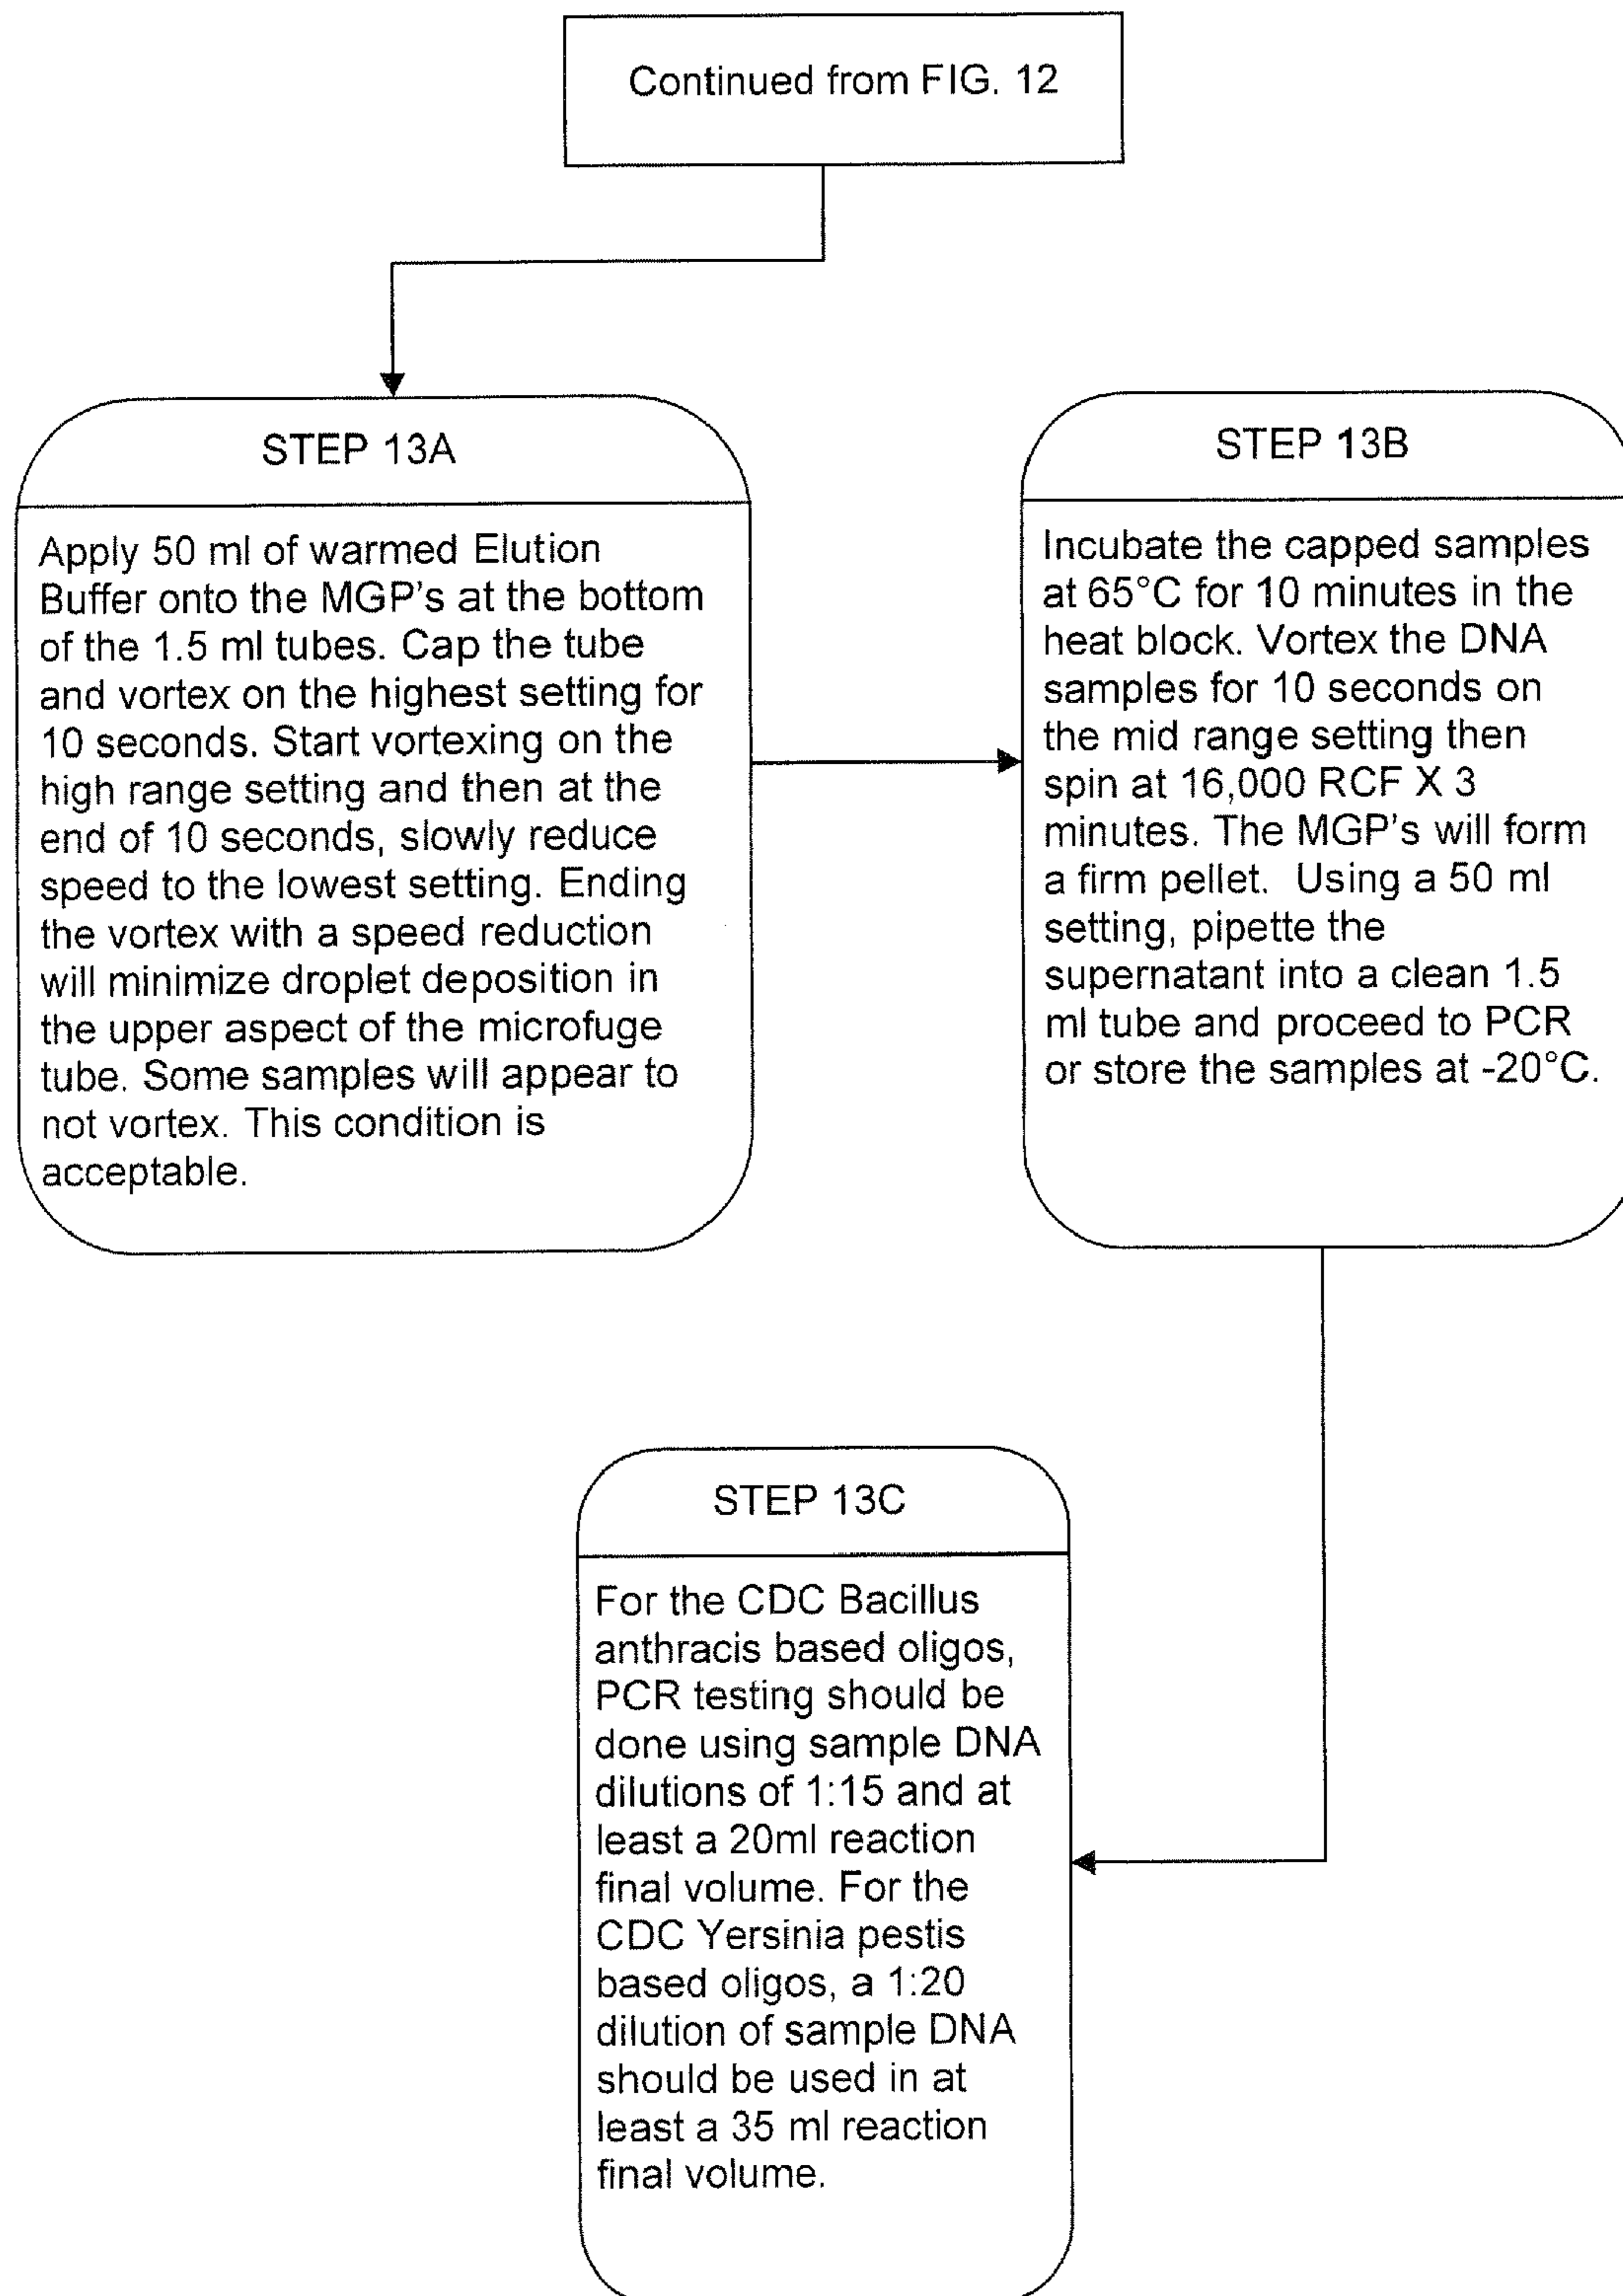 Continued from FIG. 12
STEP 13A
Apply 50 ml of warmed Elution
Buffer onto the MGP's at the bottom
of the 1.5 ml tubes. Cap the tube
and vortex on the highest setting for
10 seconds. Start vortexing on the
high range setting and then at the
end of 10 seconds, slowly reduce
speed to the lowest setting. Ending
the vortex with a speed reduction
will minimize droplet deposition in
the upper aspect of the microfuge
tube. Some samples will appear to
not vortex. This condition is
acceptable.
STEP 13B
Incubate the capped samples
at 65°C for 10 minutes in the
heat block. Vortex the DNA
samples for 10 seconds on
the mid range setting then
spin at 16,000 RCF X 3
minutes. The MGP's will form
a firm pellet.  Using a 50 ml
setting, pipette the
supernatant into a clean 1.5
ml tube and proceed to PCR
or store the samples at -20°C.
STEP 13C
For the CDC Bacillus
anthracis based oligos,
PCR testing should be
done using sample DNA
dilutions of 1:15 and at
least a 20ml reaction
final volume. For the
CDC Yersinia pestis
based oligos, a 1:20
dilution of sample DNA
should be used in at
least a 35 ml reaction
final volume.